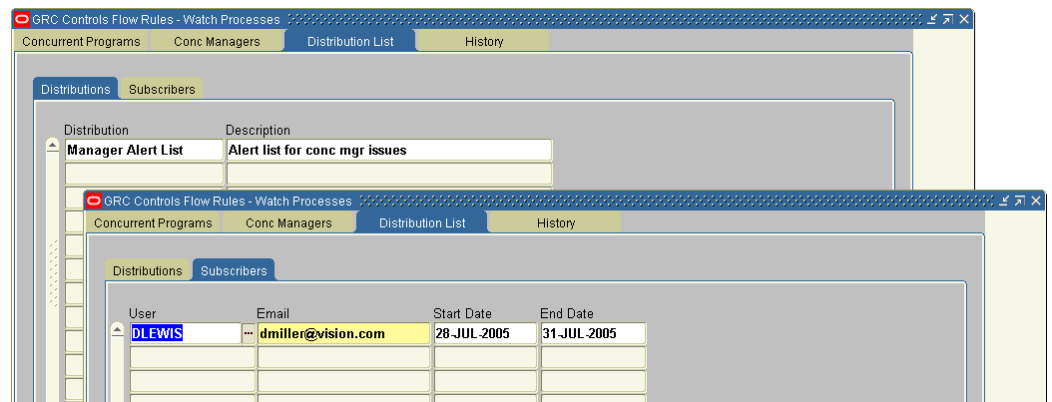 GRC Controls Flow Rules - Watch Processes
Concurrent Programs Conc Managers Distribution List History
Distributions Subscribers
Distribution Description
Manager Alert List Alert list for conc mgr issues
GRC Controls Flow Rules - Watch Processes
Concurrent Programs Conc Managers Distribution List History
Distributions Subscribers
User Email Start Date End Date
DLEWIS ... dmiller@vision.com 28-JUL-2005 31-JUL-2005